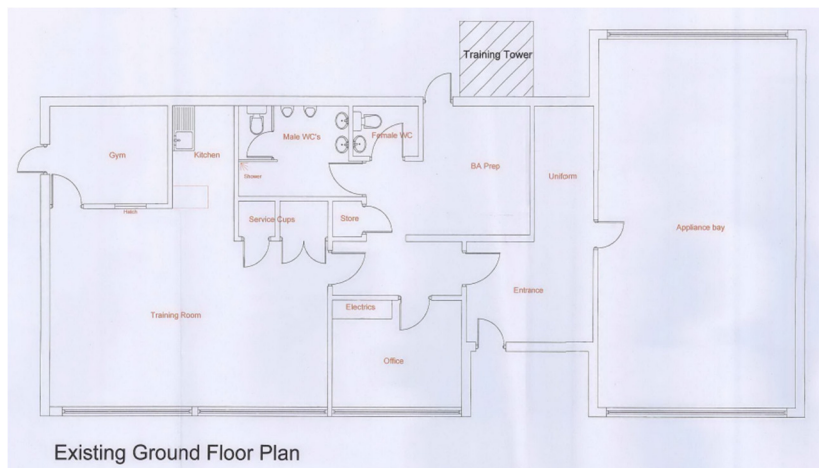 Training Tower
Gym
Kitchen
Male WC's
Female WC
Shower
BA Prep
Uniform
Hatch
Service Cups
Store
Appliance bay
Training Room
Electrics
Entrance
Office
Existing Ground Floor Plan